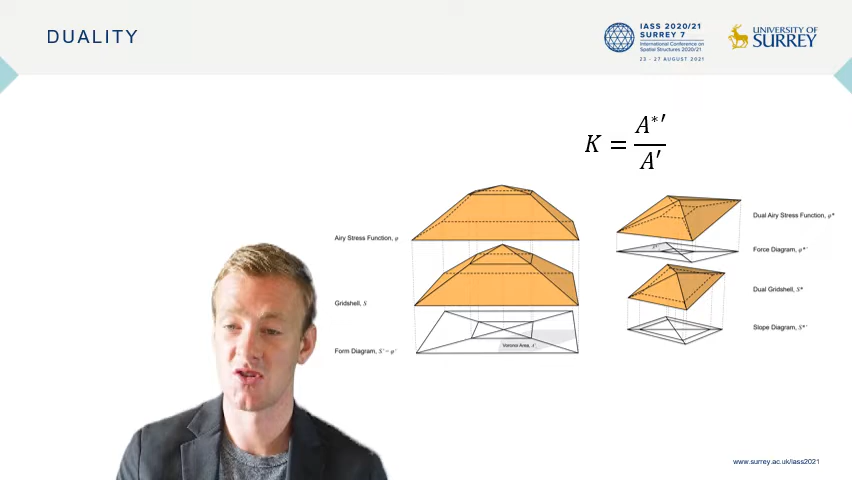 DUALITY
IASS 2020/21
SURREY 7
International Conference on
Spatial Structures 2020/21
23 - 27 AUGUST 2021
UNIVERSITY OF
SURREY
K = A*′ / A′
Airy Stress Function, φ
Gridshell, S
Form Diagram, S′ = φ′
Voronoi Area, A′
Dual Airy Stress Function, φ*
Force Diagram, φ*′
Dual Gridshell, S*
Slope Diagram, S*′
www.surrey.ac.uk/iass2021